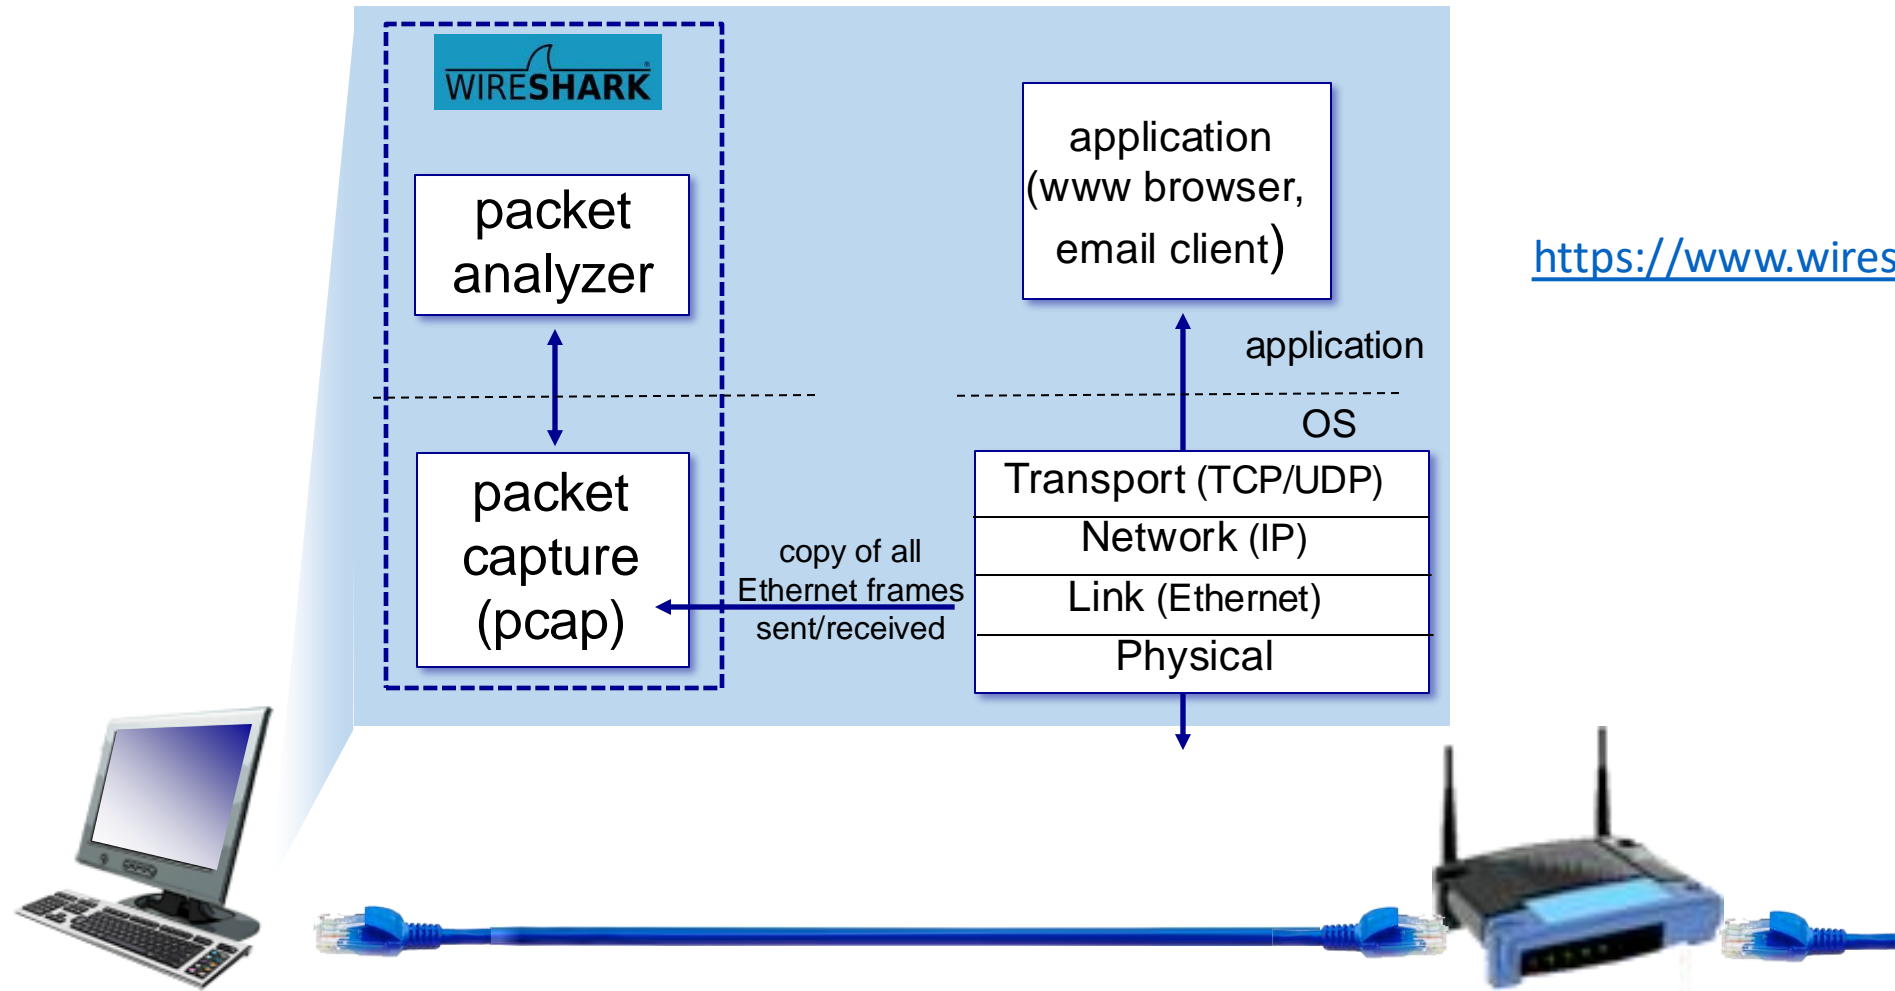 WIRESHARK
packet
analyzer
packet
capture
(pcap)
copy of all
Ethernet frames
sent/received
application
(www browser,
email client)
application
OS
Transport (TCP/UDP)
Network (IP)
Link (Ethernet)
Physical
https://www.wires